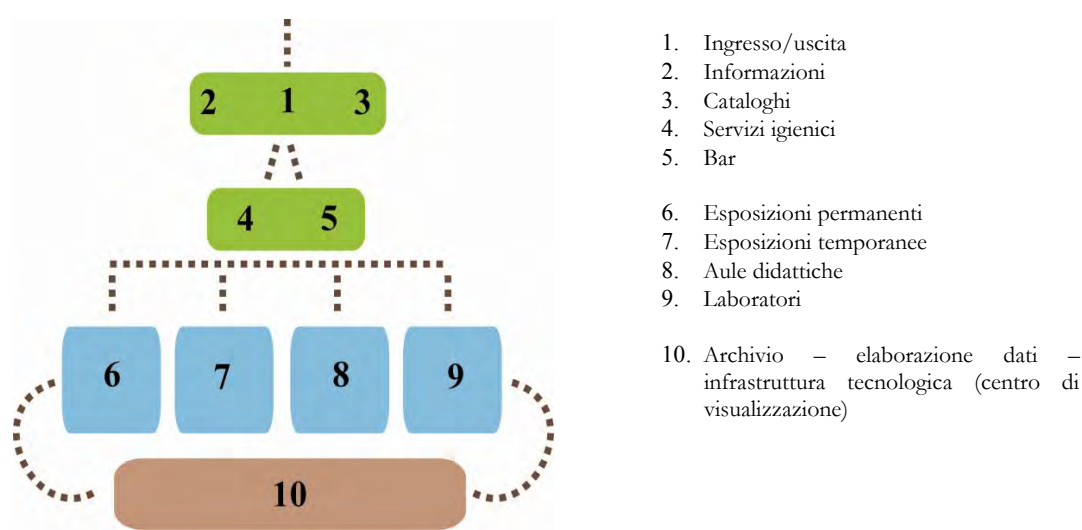 2 1 3
4 5
6 7 8 9
10
1. Ingresso/uscita
2. Informazioni
3. Cataloghi
4. Servizi igienici
5. Bar
6. Esposizioni permanenti
7. Esposizioni temporanee
8. Aule didattiche
9. Laboratori
10. Archivio – elaborazione dati –
infrastruttura tecnologica (centro di
visualizzazione)